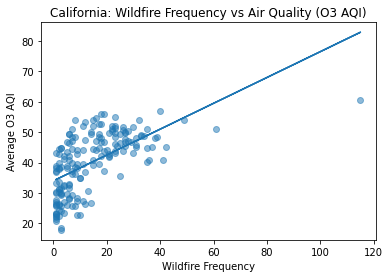 California: Wildfire Frequency vs Air Quality (O3 AQI)
80
70
60
50
40
30
20
Average O3 AQI
0 20 40 60 80 100 120
Wildfire Frequency